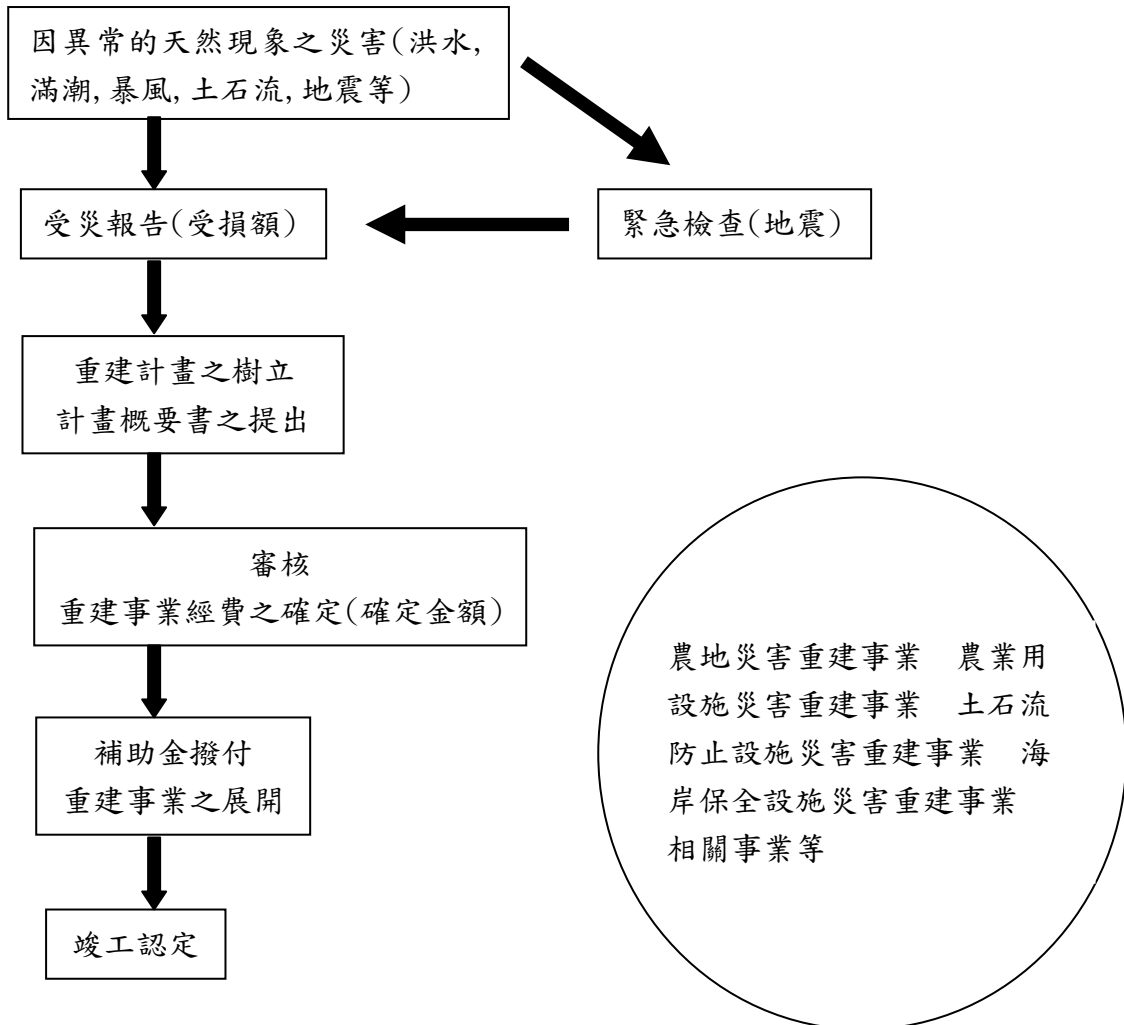 因異常的天然現象之災害(洪水,
滿潮,暴風,土石流,地震等)
受災報告(受損額)
緊急檢查(地震)
重建計畫之樹立
計畫概要書之提出
審核
重建事業經費之確定(確定金額)
補助金撥付
重建事業之展開
竣工認定
農地災害重建事業　農業用
設施災害重建事業　土石流
防止設施災害重建事業　海
岸保全設施災害重建事業
相關事業等